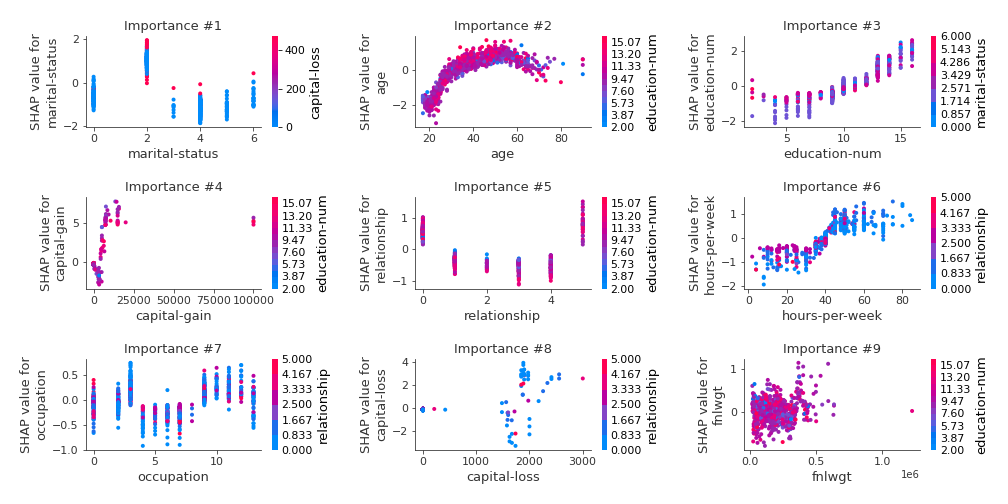 Importance #1
SHAP value for
marital-status
2
0
−2
0
2
4
6
marital-status
400
200
0
capital-loss
Importance #2
SHAP value for
age
0
−2
20
40
60
80
age
15.07
13.20
11.33
9.47
7.60
5.73
3.87
2.00
education-num
Importance #3
SHAP value for
education-num
2
0
−2
5
10
15
education-num
6.000
5.143
4.286
3.429
2.571
1.714
0.857
0.000
marital-status
Importance #4
SHAP value for
capital-gain
5
0
0
25000
50000
75000
100000
capital-gain
15.07
13.20
11.33
9.47
7.60
5.73
3.87
2.00
education-num
Importance #5
SHAP value for
relationship
1
0
−1
0
2
4
relationship
15.07
13.20
11.33
9.47
7.60
5.73
3.87
2.00
education-num
Importance #6
SHAP value for
hours-per-week
1
0
−1
−2
0
20
40
60
80
hours-per-week
5.000
4.167
3.333
2.500
1.667
0.833
0.000
relationship
Importance #7
SHAP value for
occupation
0.5
0.0
−0.5
−1.0
0
5
10
occupation
5.000
4.167
3.333
2.500
1.667
0.833
0.000
relationship
Importance #8
SHAP value for
capital-loss
4
2
0
−2
0
1000
2000
3000
capital-loss
5.000
4.167
3.333
2.500
1.667
0.833
0.000
relationship
Importance #9
SHAP value for
fnlwgt
1
0
0.0
0.5
1.0
1e6
fnlwgt
15.07
13.20
11.33
9.47
7.60
5.73
3.87
2.00
education-num